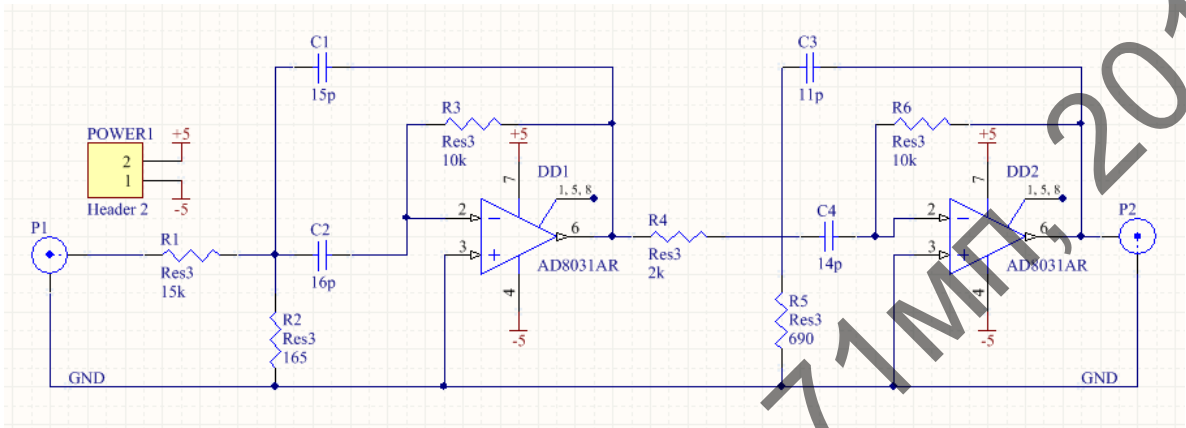 C1
15p
C3
11p
R3
Res3
10k
R6
Res3
10k
POWER1
+5
2
1
-5
Header 2
+5
7
DD1
1, 5, 8
+5
7
DD2
1, 5, 8
P1
R1
Res3
15k
C2
16p
2
3
6
AD8031AR
4
-5
R4
Res3
2k
C4
14p
2
3
6
AD8031AR
4
-5
P2
R2
Res3
165
R5
Res3
690
GND
GND
71мп, 201